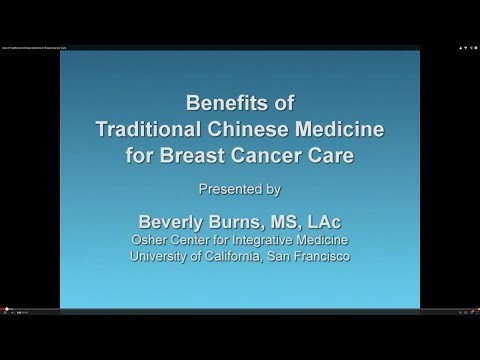 Benefits of
Traditional Chinese Medicine
for Breast Cancer Care
Presented by
Beverly Burns, MS, LAc
Osher Center for Integrative Medicine
University of California, San Francisco